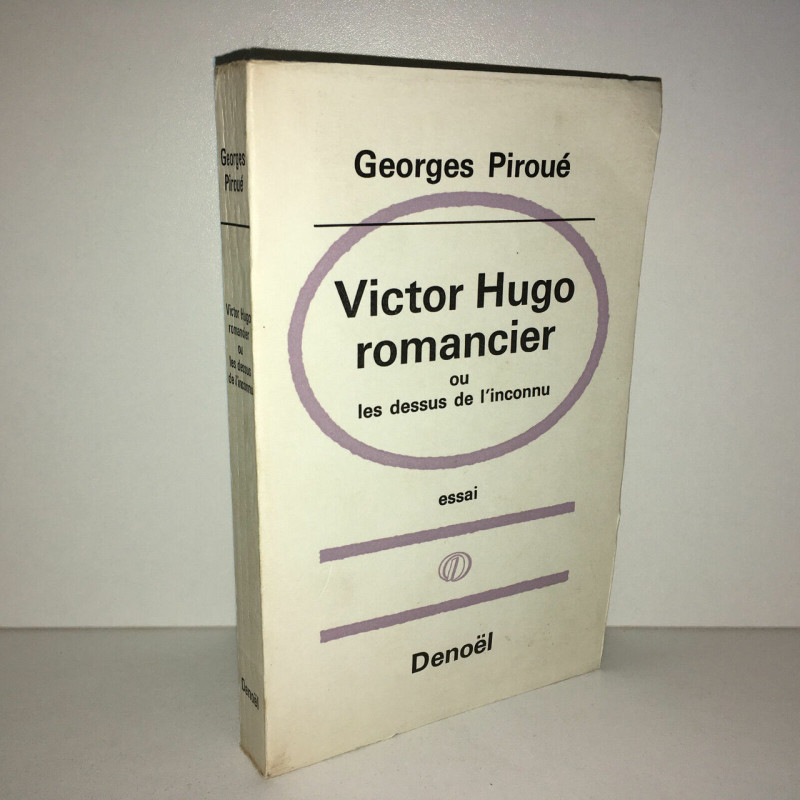 Georges Piroué
Victor Hugo
romancier
ou
les dessus de l'inconnu
essai
Denoël
Georges
Piroué
Victor Hugo
romancier
ou
les dessus
de l'inconnu
Denoël